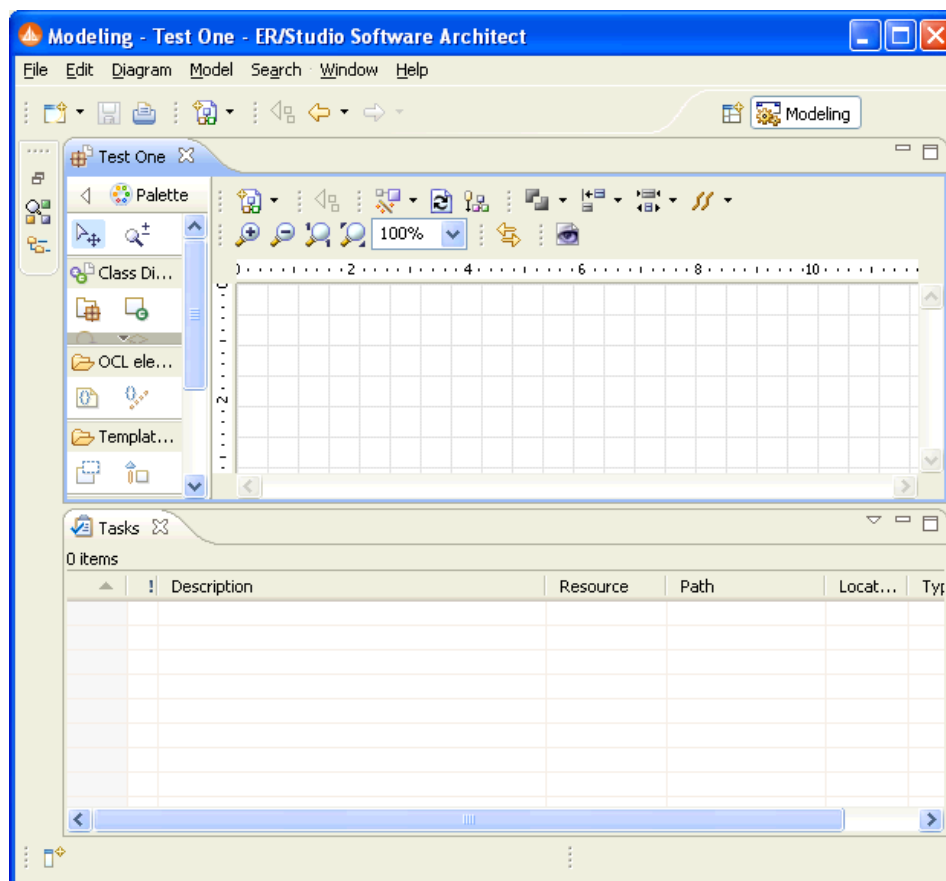 Modeling - Test One - ER/Studio Software Architect
File Edit Diagram Model Search Window Help
Modeling
Test One
Palette
100%
Class Di...
2 4 6 8 10
OCL ele...
2
Templat...
Tasks
0 items
! Description Resource Path Locat... Typ